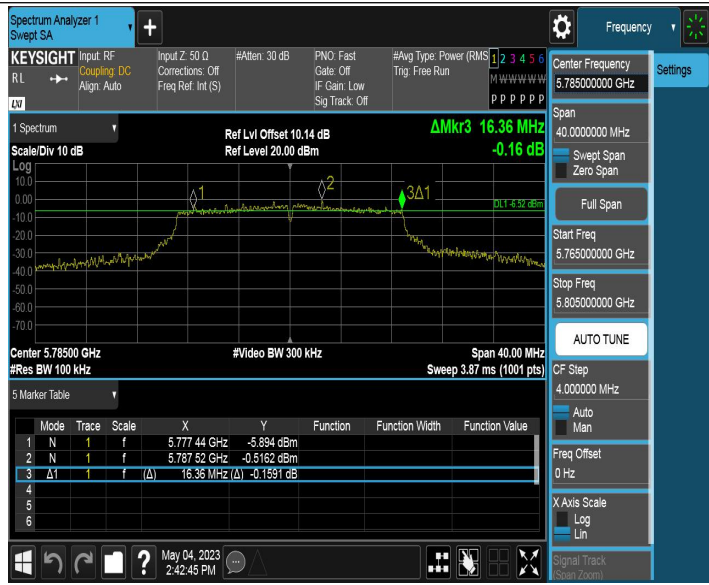 Spectrum Analyzer 1
Swept SA
Frequency
KEYSIGHT
RL
LXI
Input: RF
Coupling: DC
Align: Auto
Input Z: 50 Ω
Corrections: Off
Freq Ref: Int (S)
#Atten: 30 dB
PNO: Fast
Gate: Off
IF Gain: Low
Sig Track: Off
#Avg Type: Power (RMS
Trig: Free Run
1 2 3 4 5 6
M W W W W W
P P P P P P
Center Frequency
5.785000000 GHz
Settings
Span
40.0000000 MHz
Swept Span
Zero Span
Full Span
Start Freq
5.765000000 GHz
Stop Freq
5.805000000 GHz
AUTO TUNE
CF Step
4.000000 MHz
Auto
Man
Freq Offset
0 Hz
X Axis Scale
Log
Lin
Signal Track
(Span Zoom)
1 Spectrum
Scale/Div 10 dB
Ref Lvl Offset 10.14 dB
Ref Level 20.00 dBm
ΔMkr3 16.36 MHz
-0.16 dB
Log
10.0
0.00
-10.0
-20.0
-30.0
-40.0
-50.0
-60.0
-70.0
1
2
3Δ1
DL1 -6.52 dBm
Center 5.78500 GHz
#Res BW 100 kHz
#Video BW 300 kHz
Span 40.00 MHz
Sweep 3.87 ms (1001 pts)
5 Marker Table
Mode Trace Scale X Y Function Function Width Function Value
1 N 1 f 5.777 44 GHz -5.894 dBm
2 N 1 f 5.787 52 GHz -0.5162 dBm
3 Δ1 1 f (Δ) 16.36 MHz (Δ) -0.1591 dB
4
5
6
?
May 04, 2023
2:42:45 PM